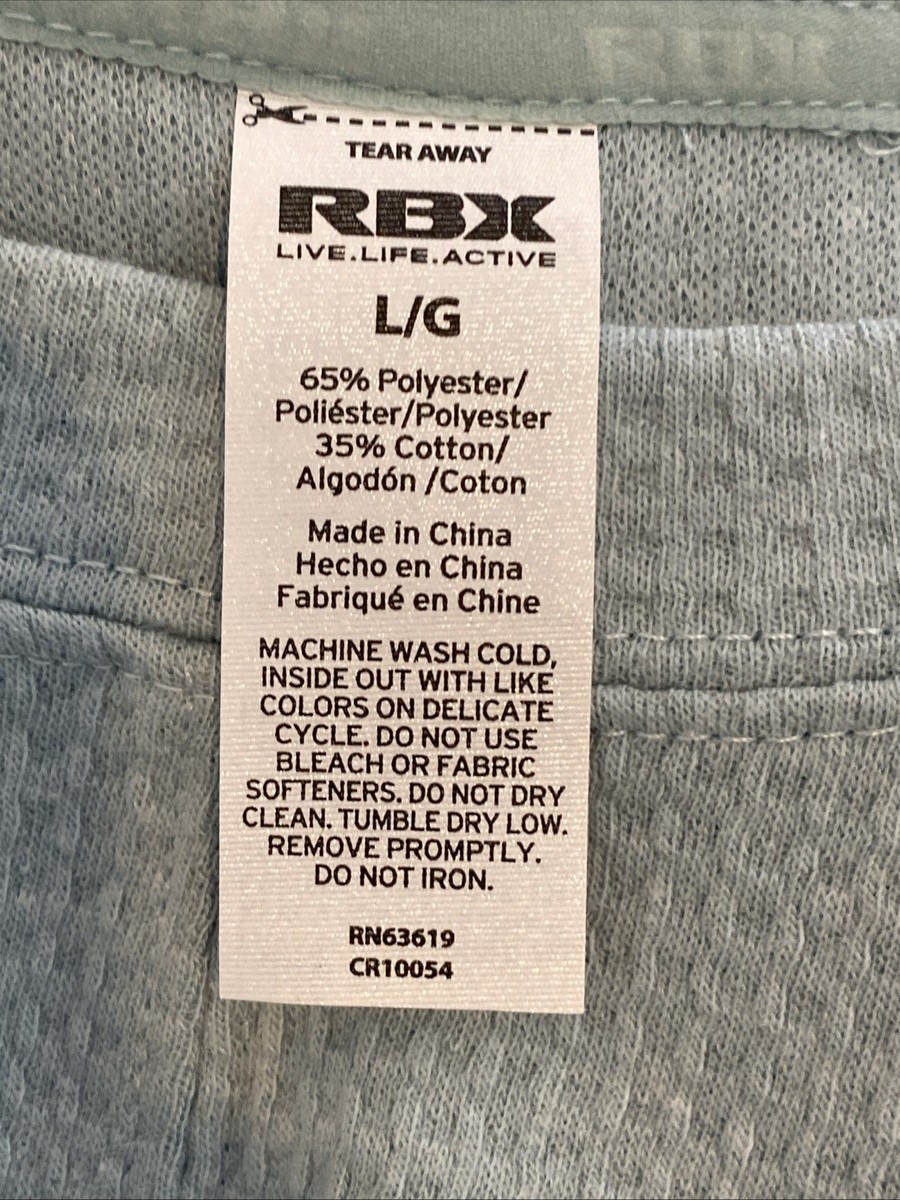 RBX
TEAR AWAY
RBX
LIVE.LIFE.ACTIVE
L/G
65% Polyester/
Poliéster/Polyester
35% Cotton/
Algodón /Coton
Made in China
Hecho en China
Fabriqué en Chine
MACHINE WASH COLD,
INSIDE OUT WITH LIKE
COLORS ON DELICATE
CYCLE. DO NOT USE
BLEACH OR FABRIC
SOFTENERS. DO NOT DRY
CLEAN. TUMBLE DRY LOW.
REMOVE PROMPTLY.
DO NOT IRON.
RN63619
CR10054